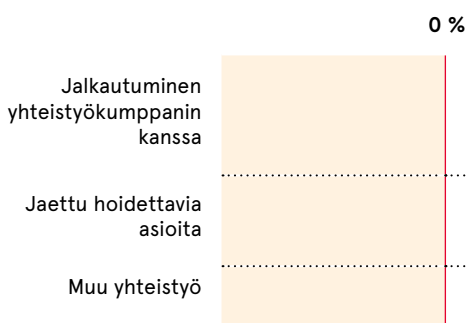 0 %
Jalkautuminen
yhteistyökumppanin
kanssa
Jaettu hoidettavia
asioita
Muu yhteistyö